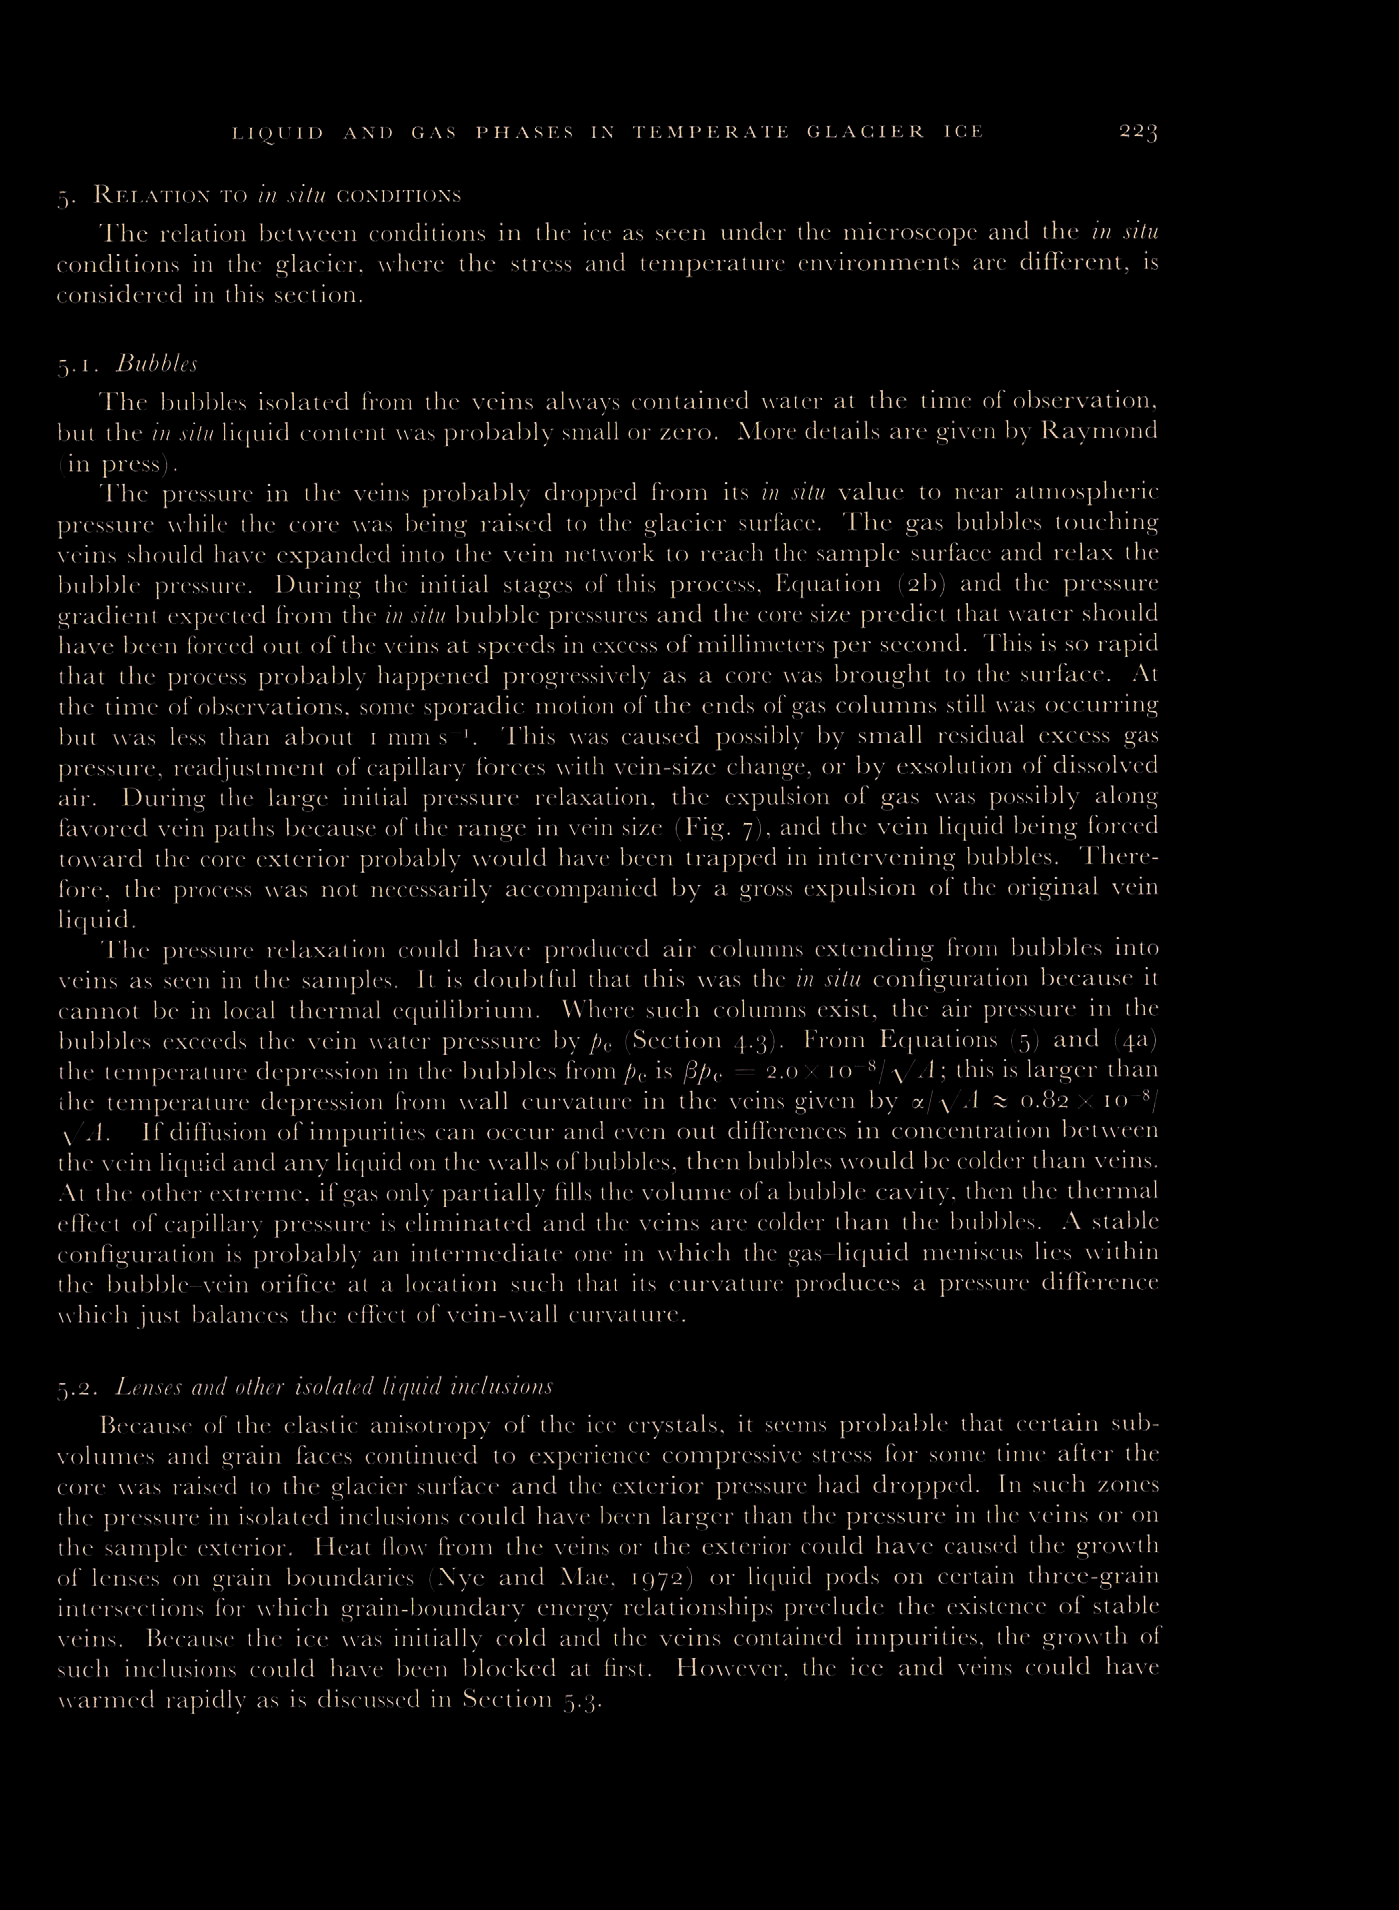 LIQUID AND GAS PHASES IN TEMPERATE GLACIER ICE 223
5. RELATION TO in situ CONDITIONS
The relation between conditions in the ice as seen under the microscope and the in situ
conditions in the glacier, where the stress and temperature environments are different, is
considered in this section.
5.1. Bubbles
The bubbles isolated from the veins always contained water at the time of observation,
but the in situ liquid content was probably small or zero. More details are given by Raymond
(in press).
The pressure in the veins probably dropped from its in situ value to near atmospheric
pressure while the core was being raised to the glacier surface. The gas bubbles touching
veins should have expanded into the vein network to reach the sample surface and relax the
bubble pressure. During the initial stages of this process, Equation (2b) and the pressure
gradient expected from the in situ bubble pressures and the core size predict that water should
have been forced out of the veins at speeds in excess of millimeters per second. This is so rapid
that the process probably happened progressively as a core was brought to the surface. At
the time of observations, some sporadic motion of the ends of gas columns still was occurring
but was less than about 1 mm s⁻¹. This was caused possibly by small residual excess gas
pressure, readjustment of capillary forces with vein-size change, or by exsolution of dissolved
air. During the large initial pressure relaxation, the expulsion of gas was possibly along
favored vein paths because of the range in vein size (Fig. 7), and the vein liquid being forced
toward the core exterior probably would have been trapped in intervening bubbles. There-
fore, the process was not necessarily accompanied by a gross expulsion of the original vein
liquid.
The pressure relaxation could have produced air columns extending from bubbles into
veins as seen in the samples. It is doubtful that this was the in situ configuration because it
cannot be in local thermal equilibrium. Where such columns exist, the air pressure in the
bubbles exceeds the vein water pressure by pc (Section 4.3). From Equations (5) and (4a)
the temperature depression in the bubbles from pc is βpc = 2.0 × 10⁻⁸/√A; this is larger than
the temperature depression from wall curvature in the veins given by α/√A ≈ 0.82 × 10⁻⁸/
√A. If diffusion of impurities can occur and even out differences in concentration between
the vein liquid and any liquid on the walls of bubbles, then bubbles would be colder than veins.
At the other extreme, if gas only partially fills the volume of a bubble cavity, then the thermal
effect of capillary pressure is eliminated and the veins are colder than the bubbles. A stable
configuration is probably an intermediate one in which the gas–liquid meniscus lies within
the bubble–vein orifice at a location such that its curvature produces a pressure difference
which just balances the effect of vein-wall curvature.
5.2. Lenses and other isolated liquid inclusions
Because of the elastic anisotropy of the ice crystals, it seems probable that certain sub-
volumes and grain faces continued to experience compressive stress for some time after the
core was raised to the glacier surface and the exterior pressure had dropped. In such zones
the pressure in isolated inclusions could have been larger than the pressure in the veins or on
the sample exterior. Heat flow from the veins or the exterior could have caused the growth
of lenses on grain boundaries (Nye and Mae, 1972) or liquid pods on certain three-grain
intersections for which grain-boundary energy relationships preclude the existence of stable
veins. Because the ice was initially cold and the veins contained impurities, the growth of
such inclusions could have been blocked at first. However, the ice and veins could have
warmed rapidly as is discussed in Section 5.3.